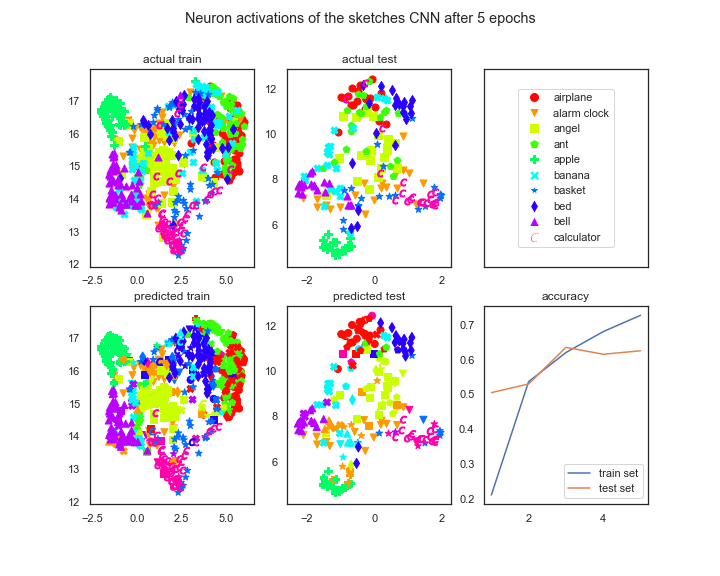 Neuron activations of the sketches CNN after 5 epochs
actual train
17
16
15
14
13
12
−2.5 0.0 2.5 5.0
actual test
12
10
8
6
−2 0 2
airplane
alarm clock
angel
ant
apple
banana
basket
bed
bell
calculator
predicted train
17
16
15
14
13
12
−2.5 0.0 2.5 5.0
predicted test
12
10
8
6
−2 0 2
accuracy
0.7
0.6
0.5
0.4
0.3
0.2
2 4
train set
test set